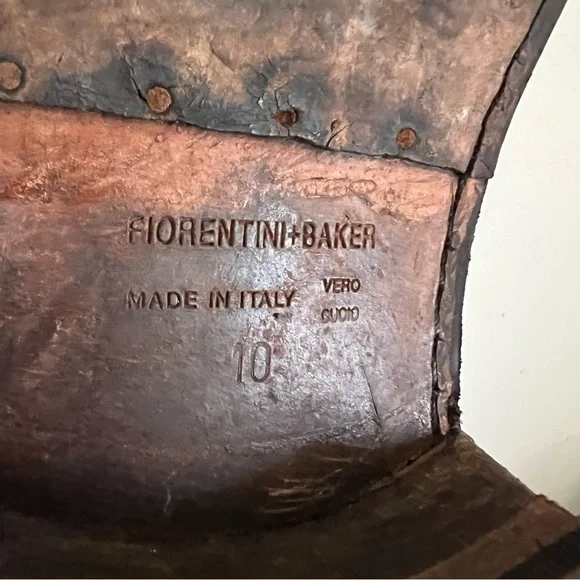 FIORENTINI+BAKER
MADE IN ITALY
VERO
CUOIO
10